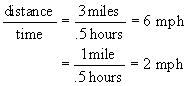 distance/time = 3 miles/.5 hours = 6 mph
= 1 mile/.5 hours = 2 mph